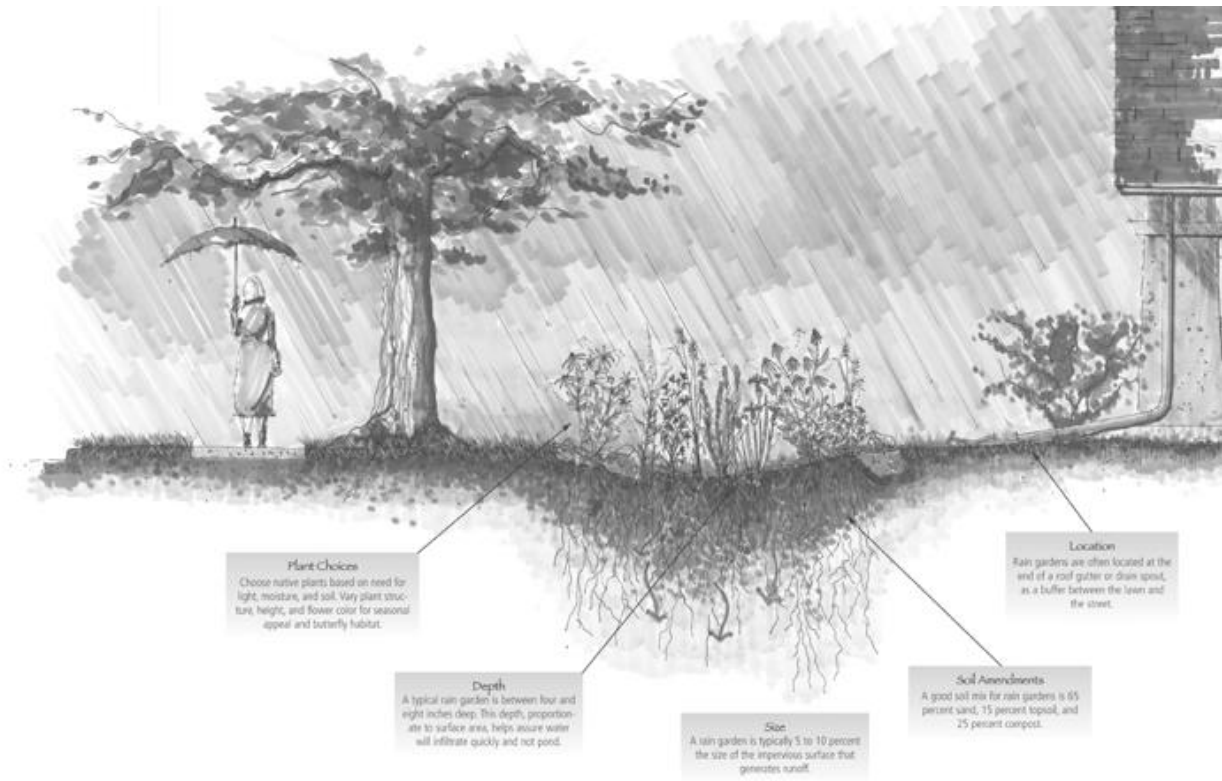 Plant Choices
Choose native plants based on need for
light, moisture, and soil. Vary plant struc-
ture, height, and flower color for seasonal
appeal and butterfly habitat.
Depth
A typical rain garden is between four and
eight inches deep. This depth, proportion-
ate to surface area, helps assure water
will infiltrate quickly and not pond.
Size
A rain garden is typically 5 to 10 percent
the size of the impervious surface that
generates runoff.
Soil Amendments
A good soil mix for rain gardens is 65
percent sand, 15 percent topsoil, and
25 percent compost.
Location
Rain gardens are often located at the
end of a roof gutter or drain spout,
as a buffer between the lawn and
the street.